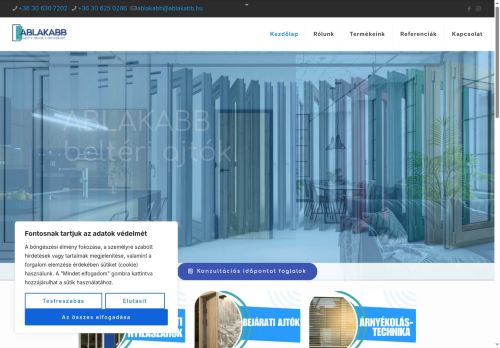 +36 30 630 7202 +36 30 625 0286 ablakabb@ablakabb.hu
ABLAKABB
Kezdőlap Rólunk Termékeink Referenciák Kapcsolat
ABLAKABB
beltéri ajtók
Fontosnak tartjuk az adatok védelmét
A böngészési élmény fokozása, a személyre szabott
hirdetések vagy tartalmak megjelenítése, valamint a
forgalom elemzése érdekében sütiket (cookie)
használunk. A "Mindet elfogadom" gombra kattintva
hozzájárulhat a sütik használatához.
Testreszabás Elutasít
Az összes elfogadása
Konzultációs időpontot foglalok
BEJÁRATI AJTÓK
ÁRNYÉKOLÁS-
TECHNIKA